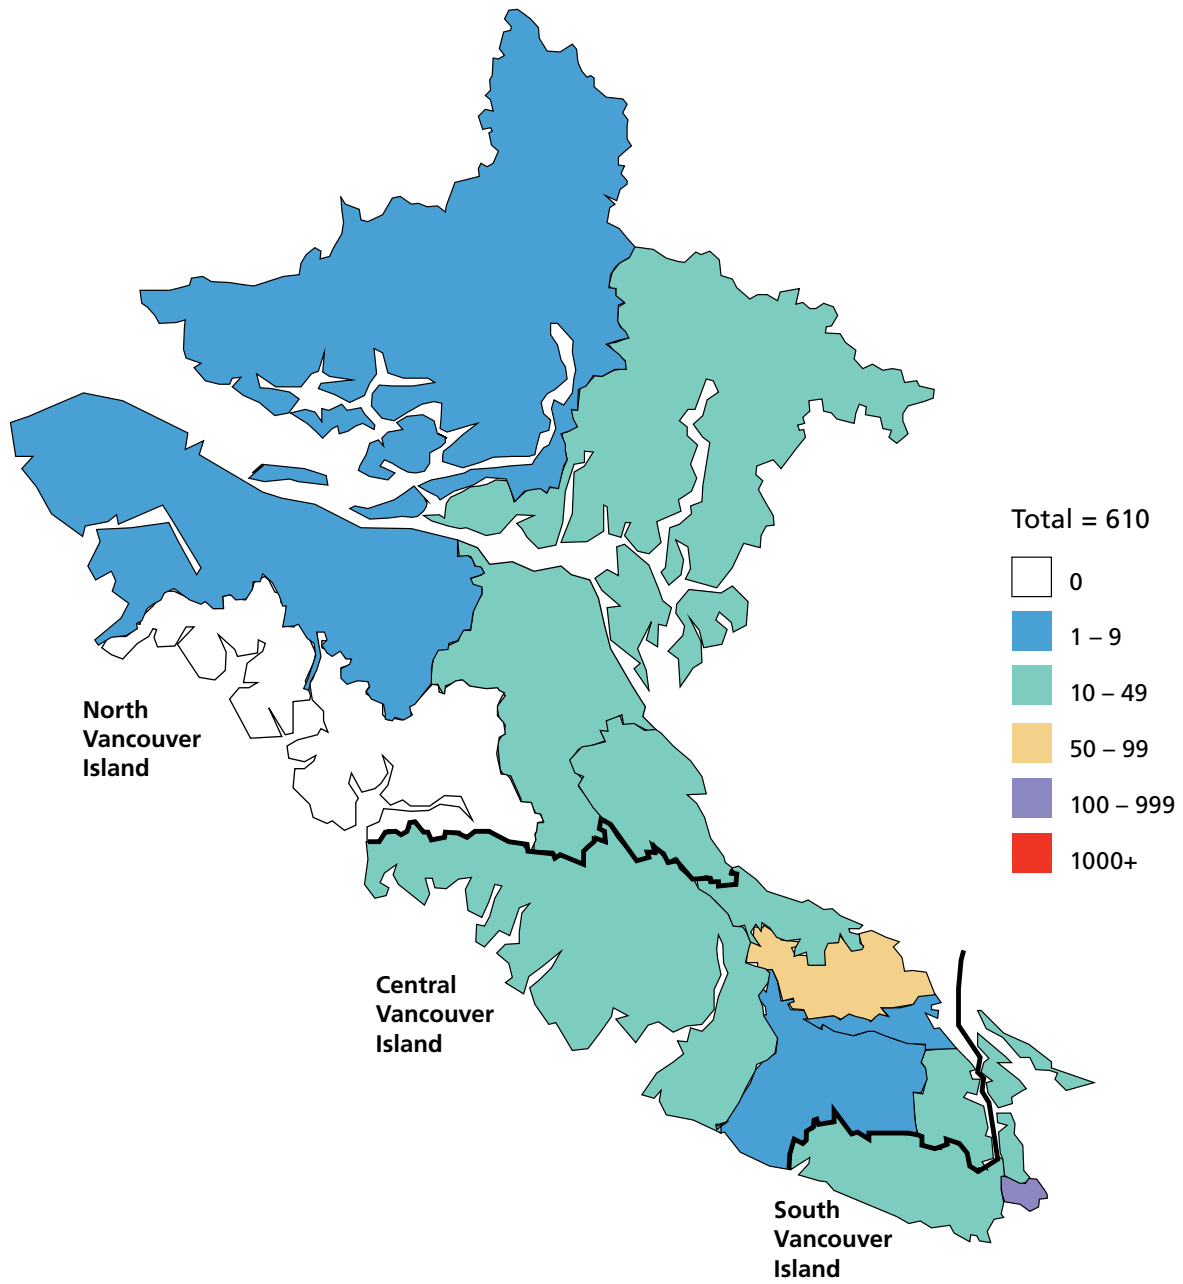 Total = 610
0
1 – 9
10 – 49
50 – 99
100 – 999
1000+
North
Vancouver
Island
Central
Vancouver
Island
South
Vancouver
Island